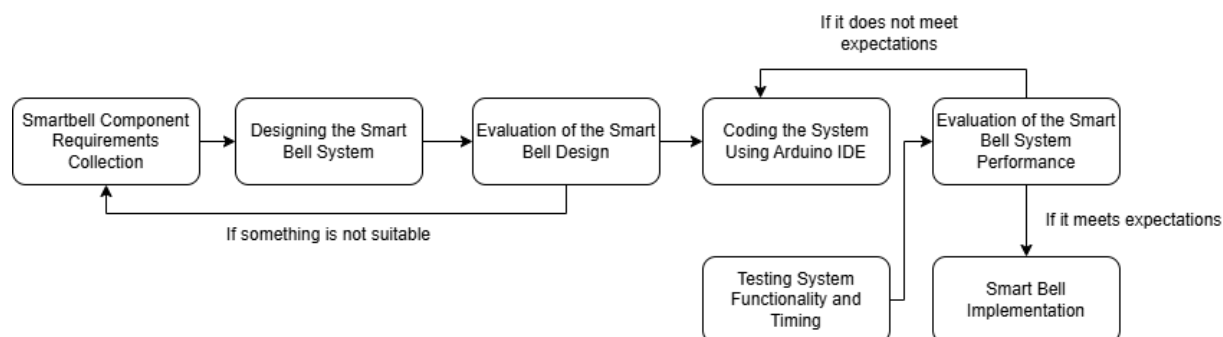 If it does not meet
expectations
Smartbell Component
Requirements
Collection
Designing the Smart
Bell System
Evaluation of the Smart
Bell Design
Coding the System
Using Arduino IDE
Evaluation of the Smart
Bell System
Performance
If something is not suitable
If it meets expectations
Testing System
Functionality and
Timing
Smart Bell
Implementation